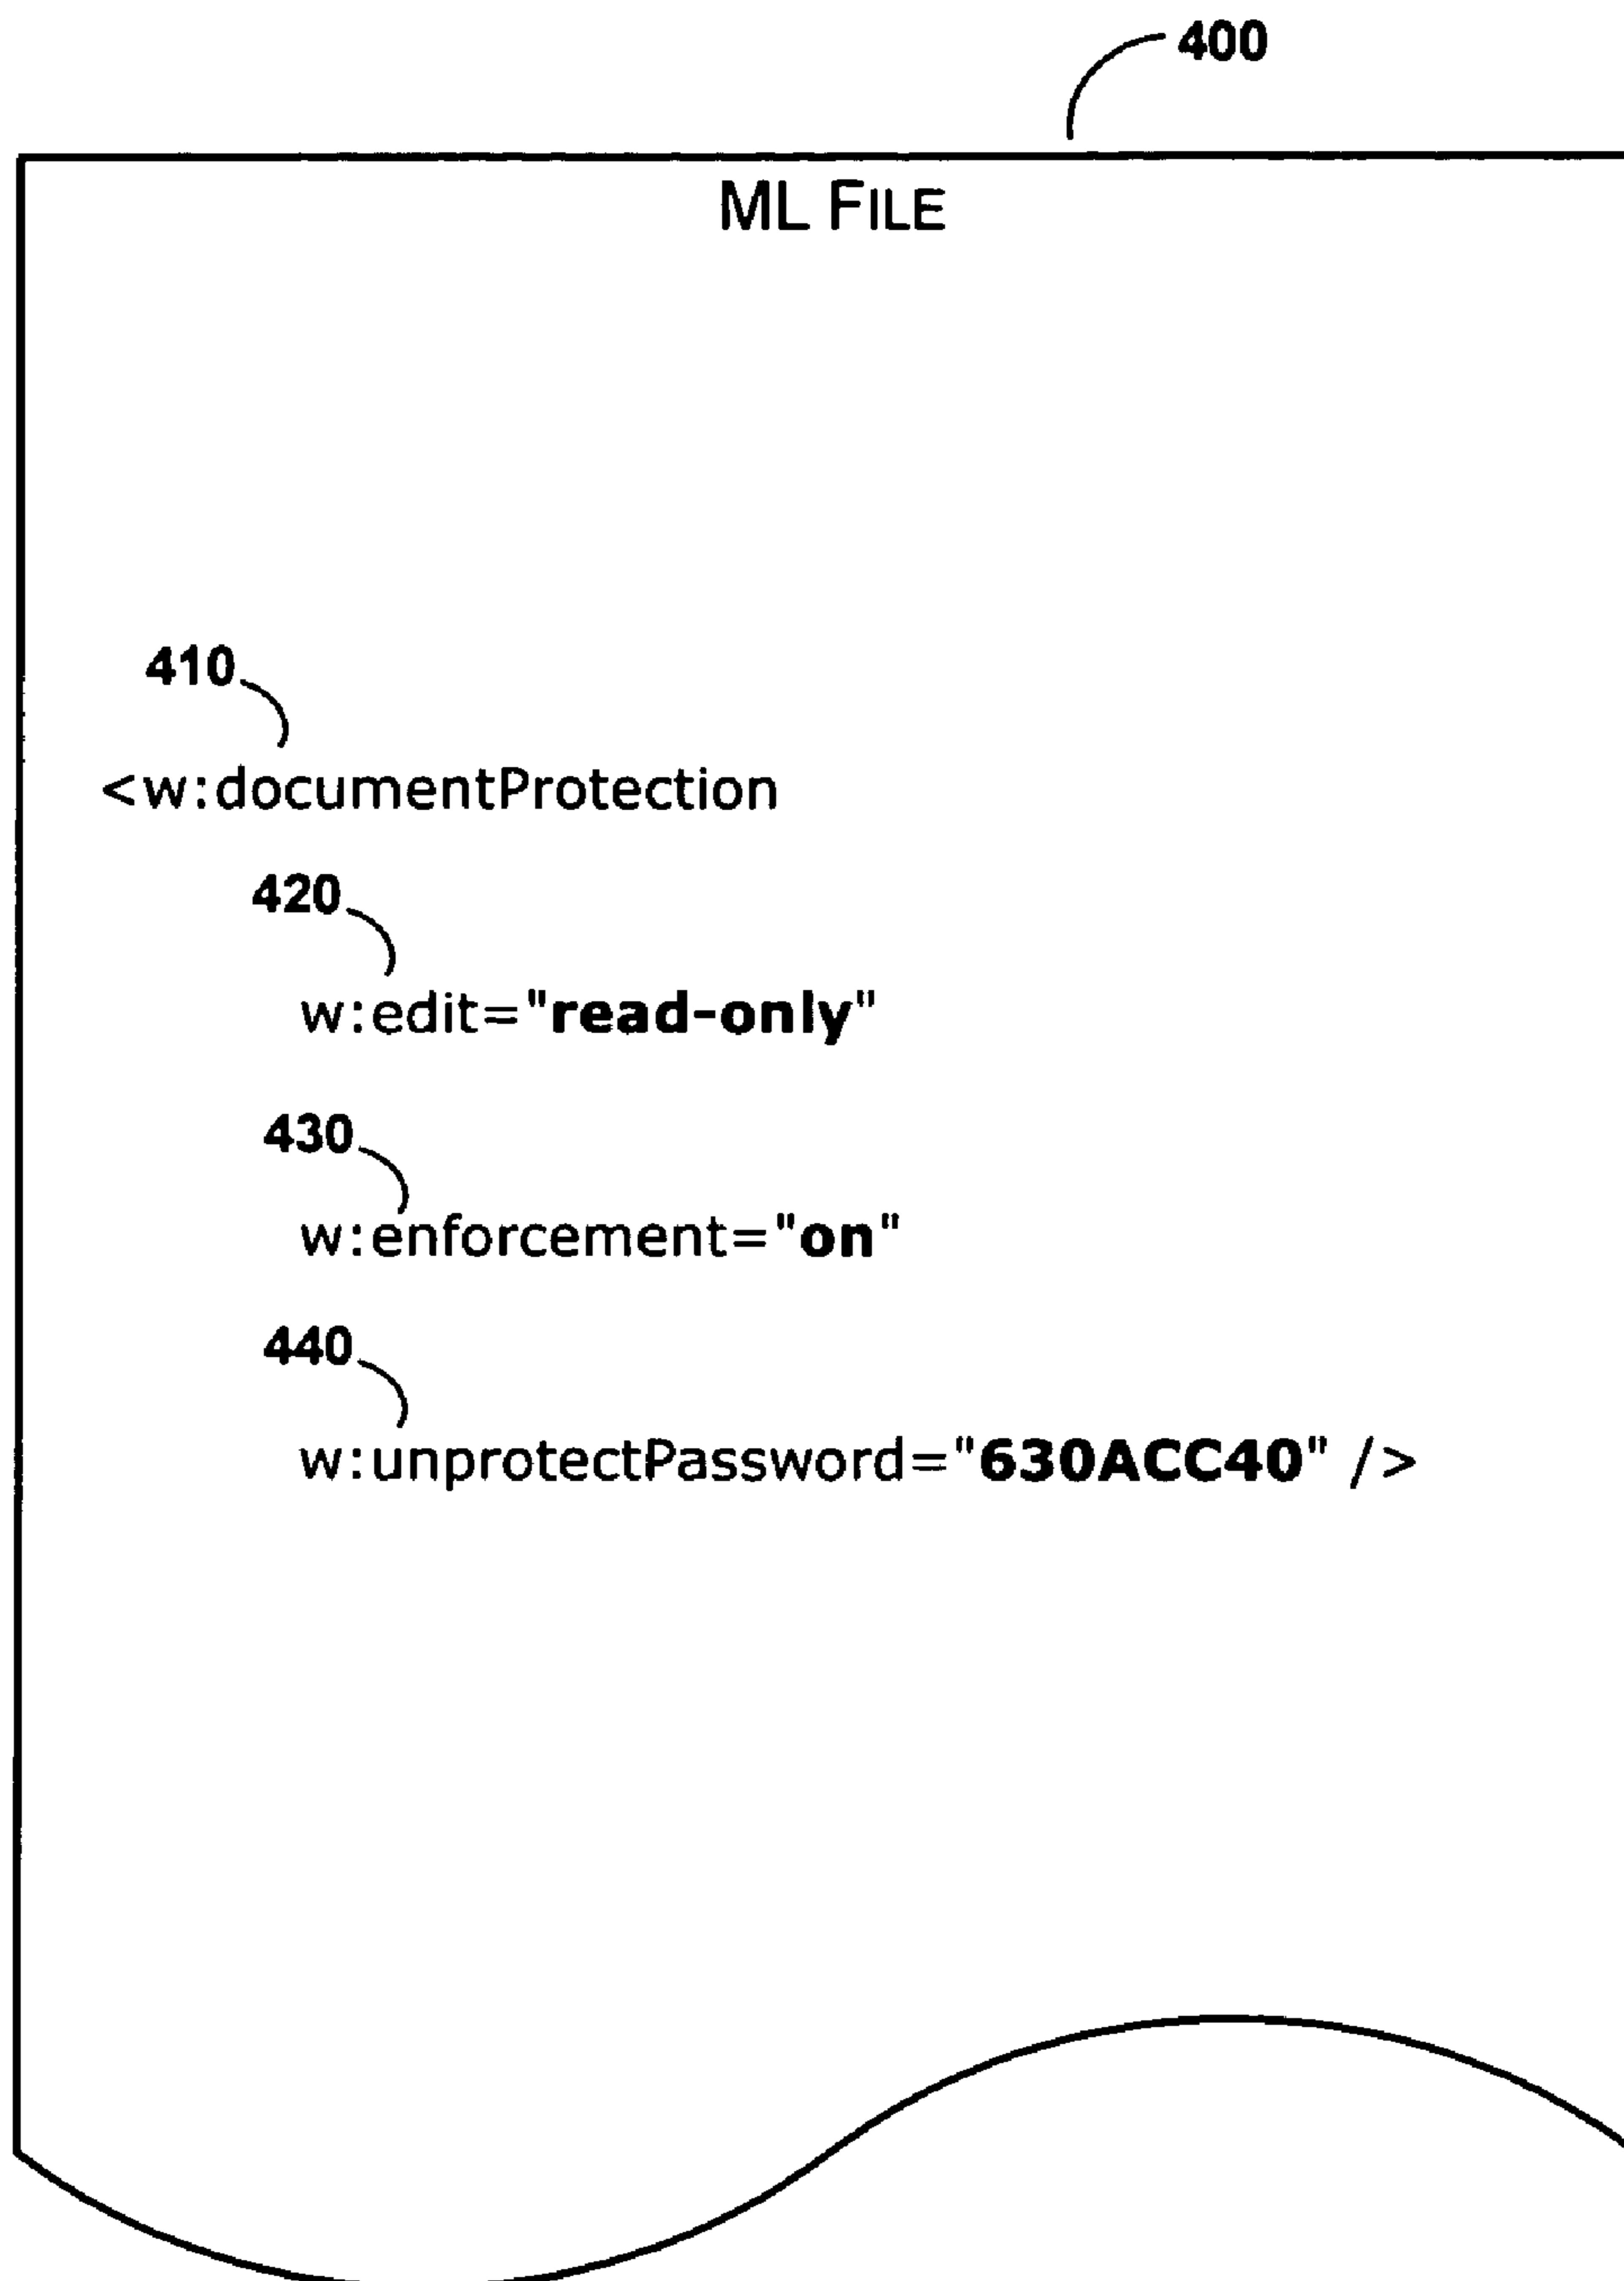 400
ML FILE
410
<w:documentProtection
420
w:edit="read-only"
430
w:enforcement="on"
440
w:unprotectPassword="630ACC40" />